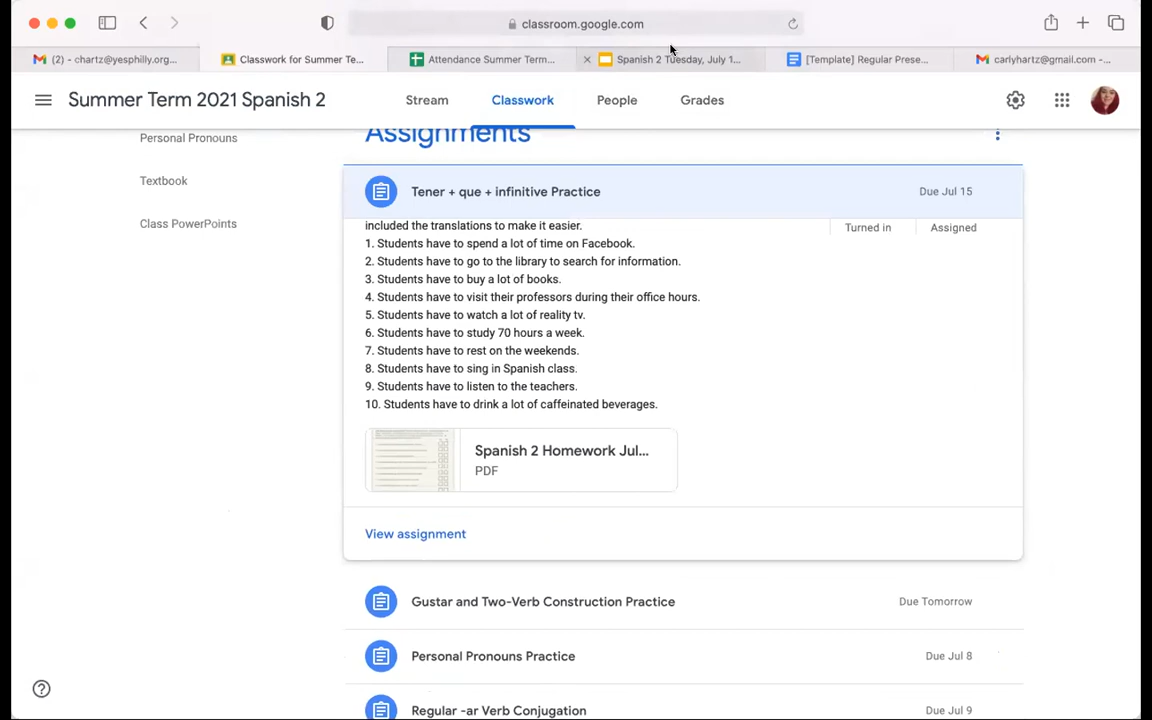 classroom.google.com
(2) - chartz@yesphilly.org...
Classwork for Summer Te...
Attendance Summer Term...
Spanish 2 Tuesday, July 1...
[Template] Regular Prese...
carlyhartz@gmail.com -...
Summer Term 2021 Spanish 2
Stream
Classwork
People
Grades
Personal Pronouns
Textbook
Class PowerPoints
Assignments
Tener + que + infinitive Practice
Due Jul 15
included the translations to make it easier.
Turned in
Assigned
1. Students have to spend a lot of time on Facebook.
2. Students have to go to the library to search for information.
3. Students have to buy a lot of books.
4. Students have to visit their professors during their office hours.
5. Students have to watch a lot of reality tv.
6. Students have to study 70 hours a week.
7. Students have to rest on the weekends.
8. Students have to sing in Spanish class.
9. Students have to listen to the teachers.
10. Students have to drink a lot of caffeinated beverages.
Spanish 2 Homework Jul...
PDF
View assignment
Gustar and Two-Verb Construction Practice
Due Tomorrow
Personal Pronouns Practice
Due Jul 8
Regular -ar Verb Conjugation
Due Jul 9